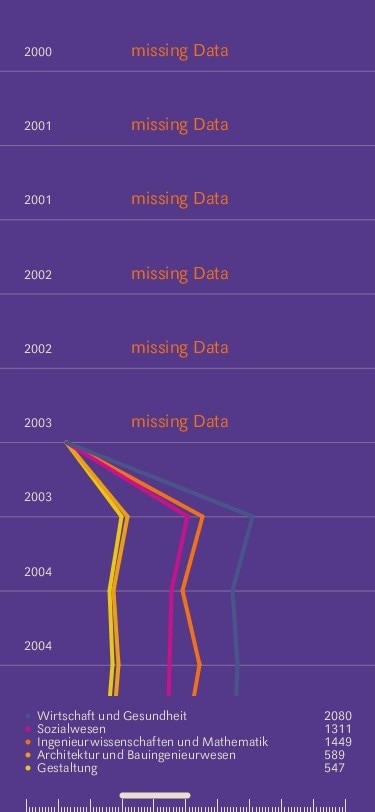 2000 missing Data
2001 missing Data
2001 missing Data
2002 missing Data
2002 missing Data
2003 missing Data
2003
2004
2004
Wirtschaft und Gesundheit 2080
Sozialwesen 1311
Ingenieurwissenschaften und Mathematik 1449
Architektur und Bauingenieurwesen 589
Gestaltung 547